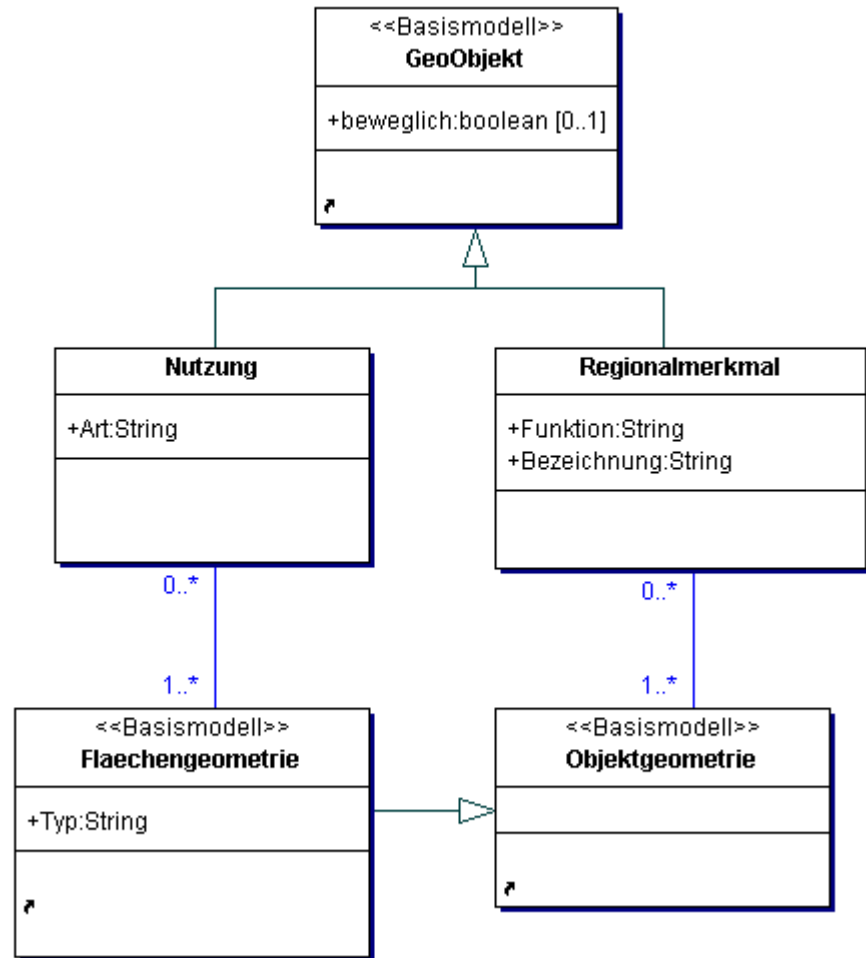 <<Basismodell>>
GeoObjekt
+beweglich:boolean [0..1]
Nutzung
+Art:String
Regionalmerkmal
+Funktion:String
+Bezeichnung:String
0..*
0..*
1..*
1..*
<<Basismodell>>
Flaechengeometrie
+Typ:String
<<Basismodell>>
Objektgeometrie